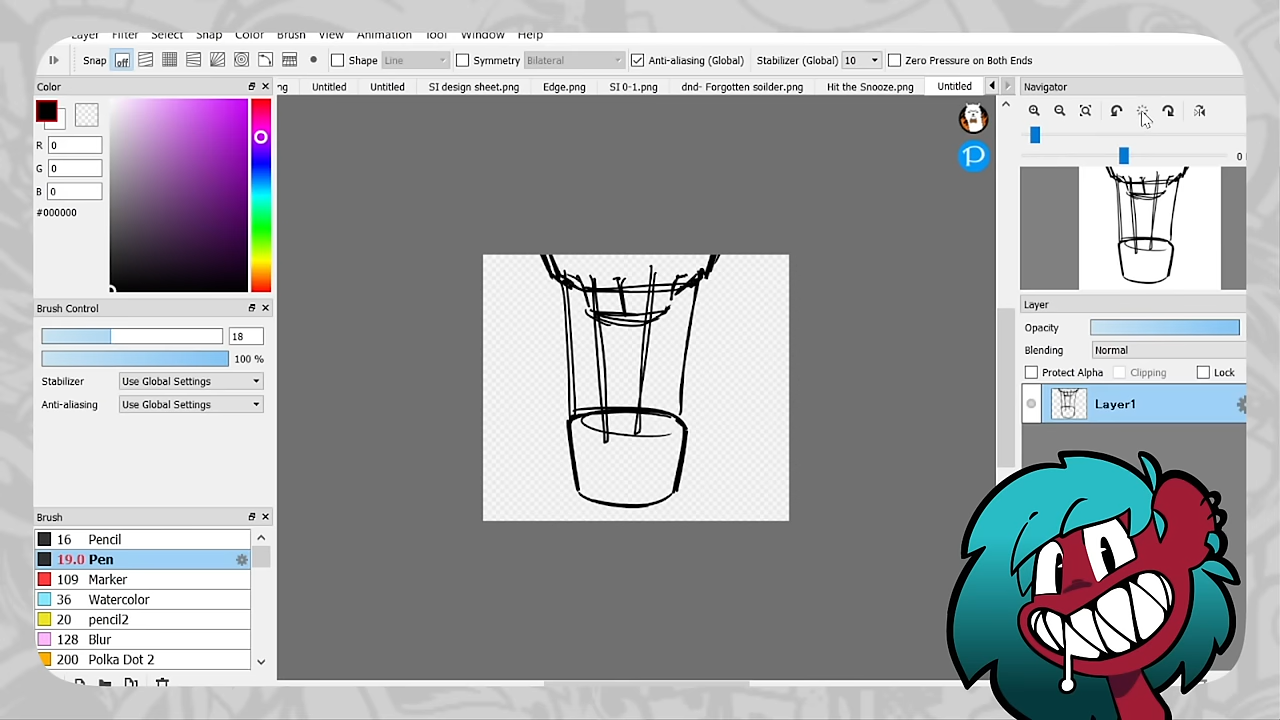 Layer Filter Select Snap Color Brush View Animation Tool Window Help
Snap off Shape Line Symmetry Bilateral Anti-aliasing (Global) Stabilizer (Global) 10 Zero Pressure on Both Ends
Color
ng Untitled Untitled SI design sheet.png Edge.png SI 0-1.png dnd- Forgotten soilder.png Hit the Snooze.png Untitled
Navigator
R 0
G 0
B 0
#000000
0
Brush Control
18
100 %
Stabilizer Use Global Settings
Anti-aliasing Use Global Settings
Layer
Opacity
Blending Normal
Protect Alpha Clipping Lock
Layer1
Brush
16 Pencil
19.0 Pen
109 Marker
36 Watercolor
20 pencil2
128 Blur
200 Polka Dot 2